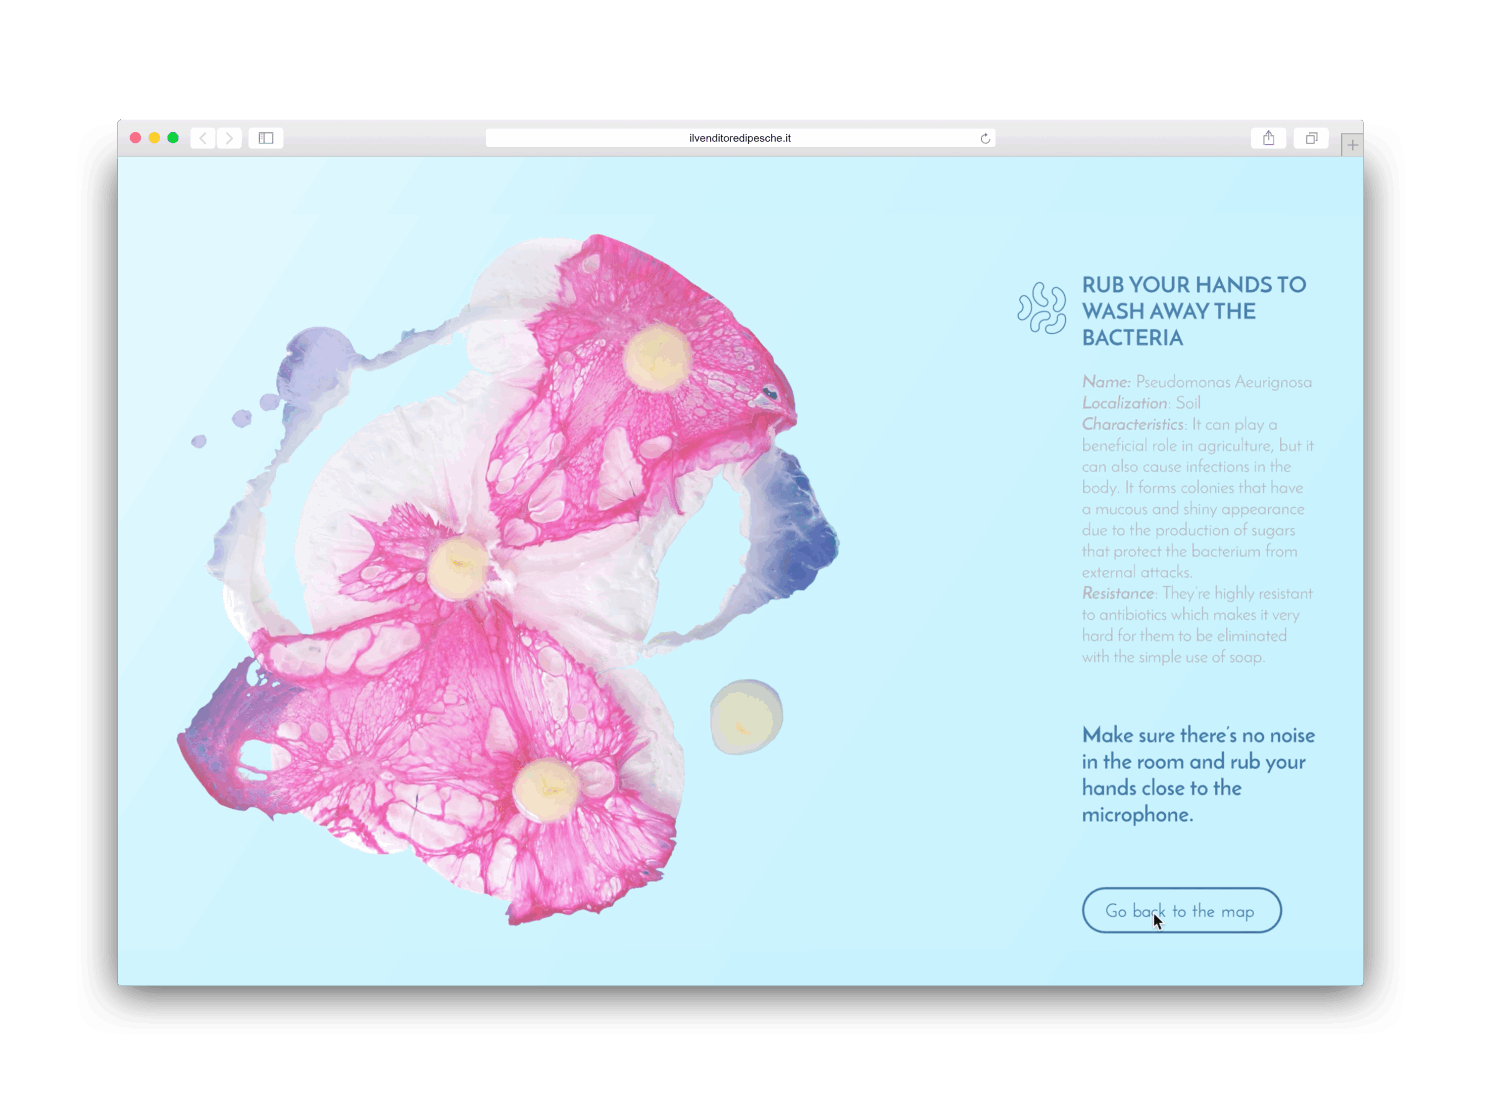 ilvenditoredipesche.it
RUB YOUR HANDS TO
WASH AWAY THE
BACTERIA
Name: Pseudomonas Aeurignosa
Localization: Soil
Characteristics: It can play a
beneficial role in agriculture, but it
can also cause infections in the
body. It forms colonies that have
a mucous and shiny appearance
due to the production of sugars
that protect the bacterium from
external attacks.
Resistance: They're highly resistant
to antibiotics which makes it very
hard for them to be eliminated
with the simple use of soap.
Make sure there's no noise
in the room and rub your
hands close to the
microphone.
Go back to the map